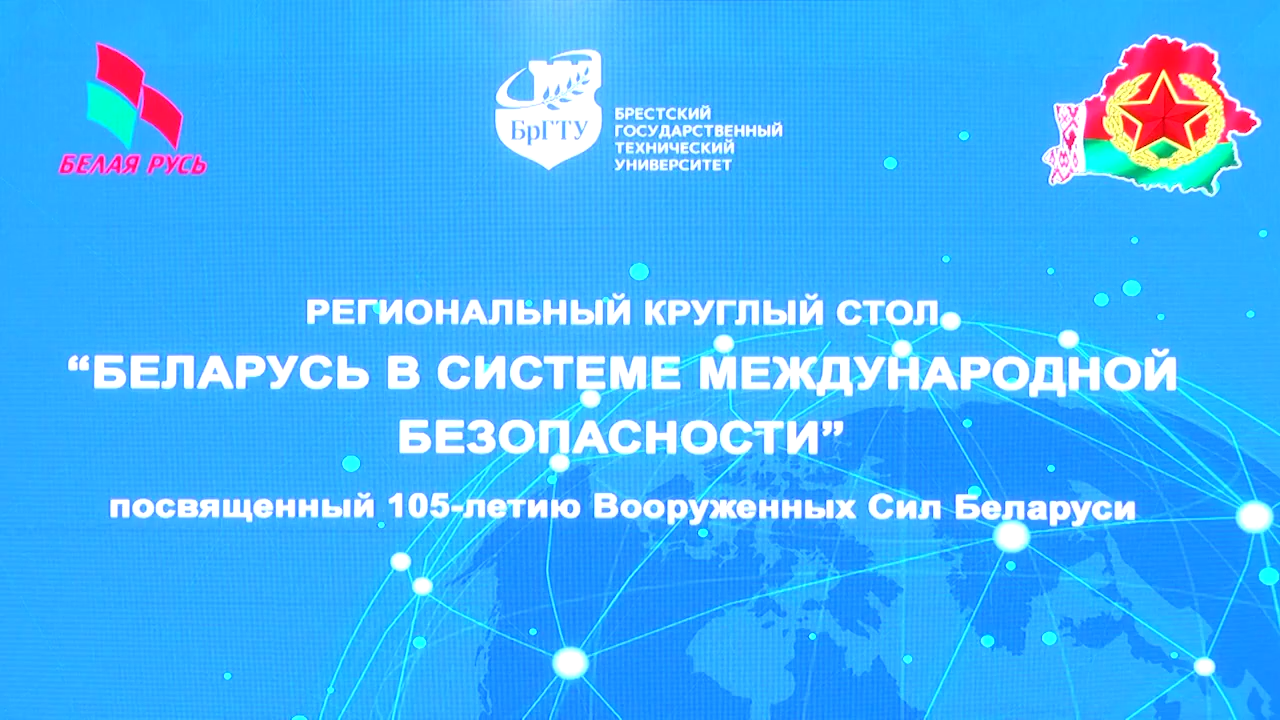 БЕЛАЯ РУСЬ
БрГТУ
БРЕСТСКИЙ
ГОСУДАРСТВЕННЫЙ
ТЕХНИЧЕСКИЙ
УНИВЕРСИТЕТ
РЕГИОНАЛЬНЫЙ КРУГЛЫЙ СТОЛ
“БЕЛАРУСЬ В СИСТЕМЕ МЕЖДУНАРОДНОЙ
БЕЗОПАСНОСТИ”
посвященный 105-летию Вооруженных Сил Беларуси